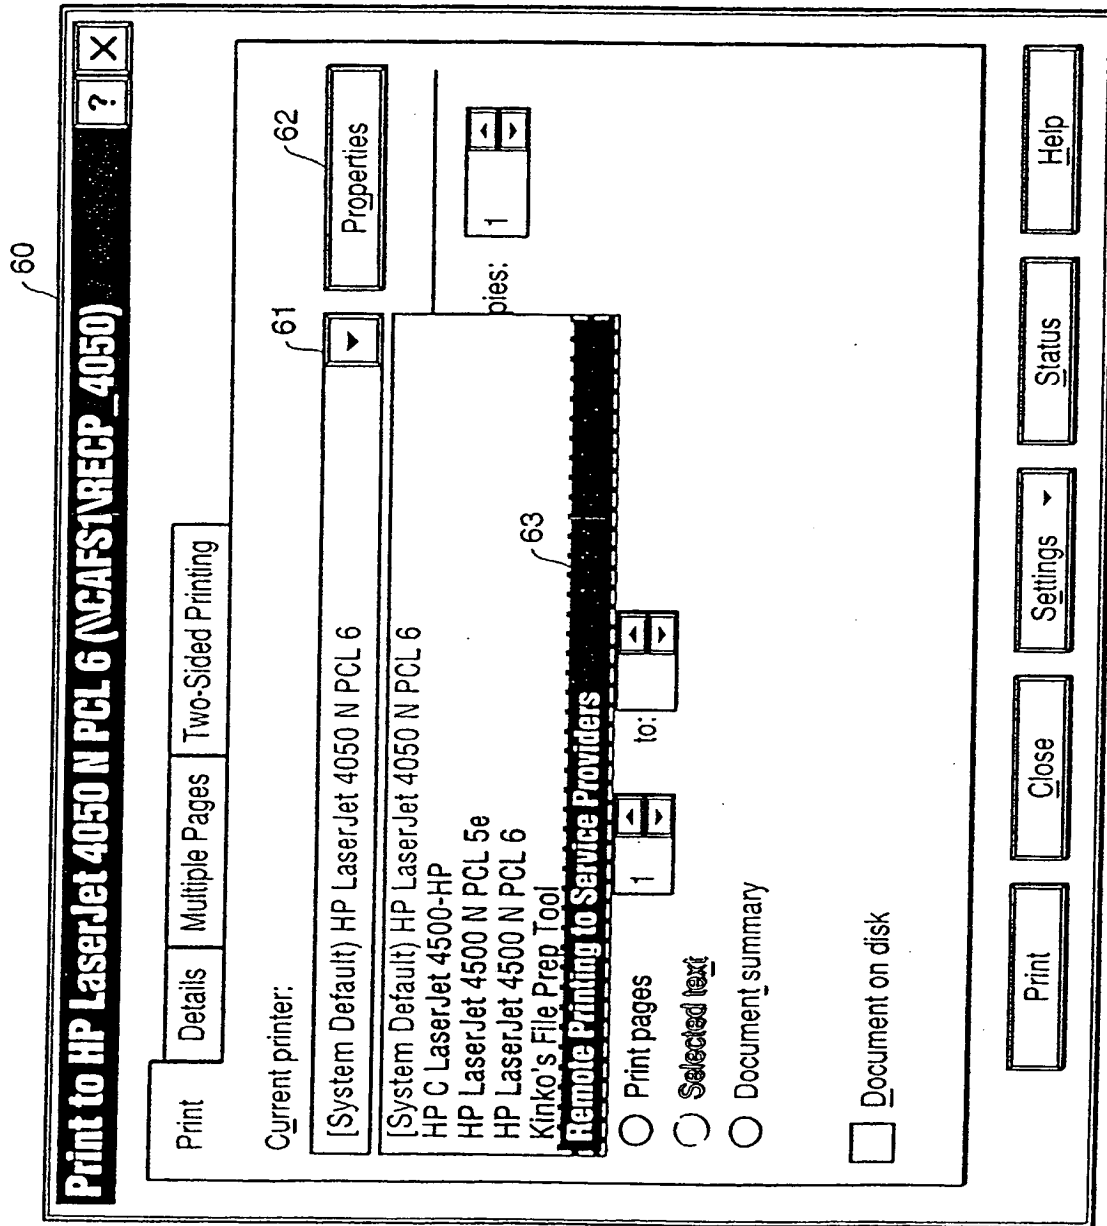 60
Print to HP LaserJet 4050 N PCL 6 (\\CAFS1\RECP_4050)
? X
Print Details Multiple Pages Two-Sided Printing
Current printer:
61
62
[System Default) HP LaserJet 4050 N PCL 6
Properties
[System Default) HP LaserJet 4050 N PCL 6
HP C LaserJet 4500-HP
HP LaserJet 4500 N PCL 5e
HP LaserJet 4500 N PCL 6
Kinko's File Prep Tool
Remote Printing to Service Providers
63
pies: 1
Print pages 1 to:
Selected text
Document summary
Document on disk
Print Close Settings Status Help